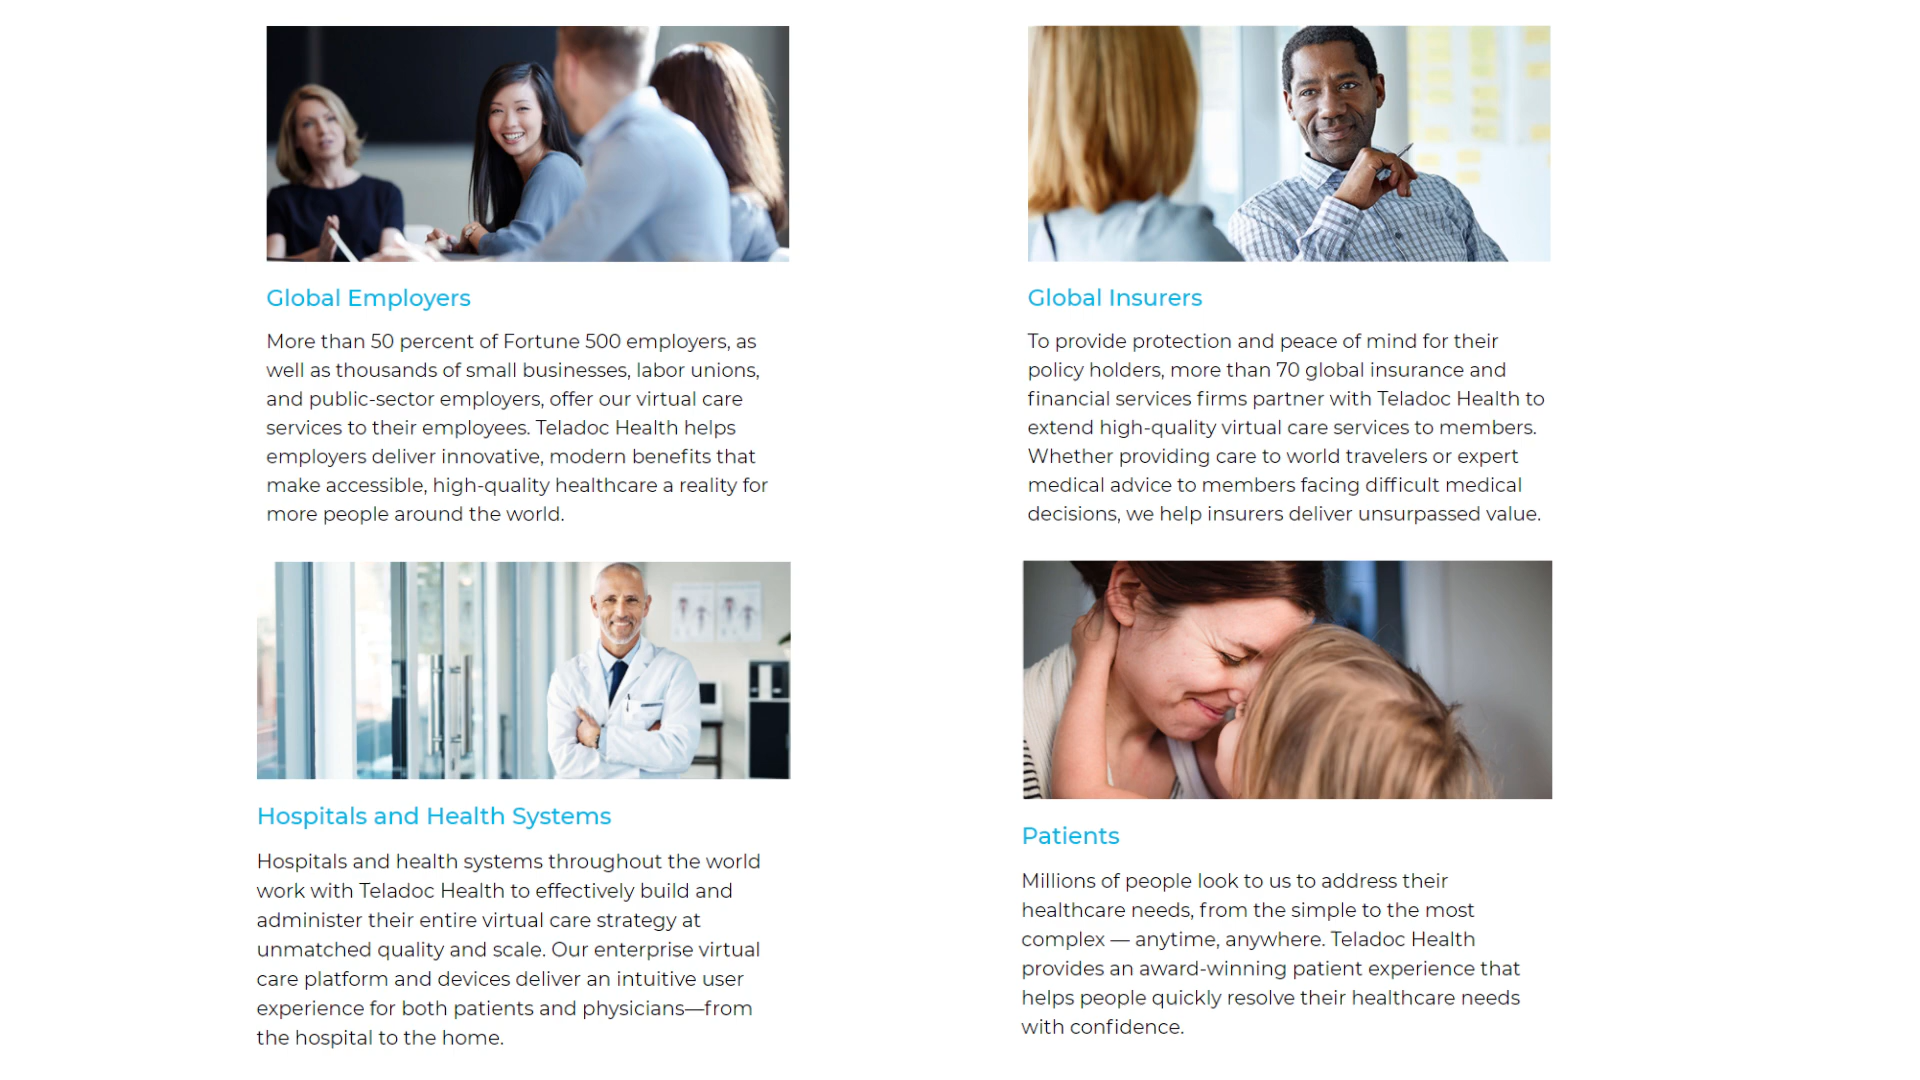 Global Employers
More than 50 percent of Fortune 500 employers, as
well as thousands of small businesses, labor unions,
and public-sector employers, offer our virtual care
services to their employees. Teladoc Health helps
employers deliver innovative, modern benefits that
make accessible, high-quality healthcare a reality for
more people around the world.
Global Insurers
To provide protection and peace of mind for their
policy holders, more than 70 global insurance and
financial services firms partner with Teladoc Health to
extend high-quality virtual care services to members.
Whether providing care to world travelers or expert
medical advice to members facing difficult medical
decisions, we help insurers deliver unsurpassed value.
Hospitals and Health Systems
Hospitals and health systems throughout the world
work with Teladoc Health to effectively build and
administer their entire virtual care strategy at
unmatched quality and scale. Our enterprise virtual
care platform and devices deliver an intuitive user
experience for both patients and physicians—from
the hospital to the home.
Patients
Millions of people look to us to address their
healthcare needs, from the simple to the most
complex — anytime, anywhere. Teladoc Health
provides an award-winning patient experience that
helps people quickly resolve their healthcare needs
with confidence.